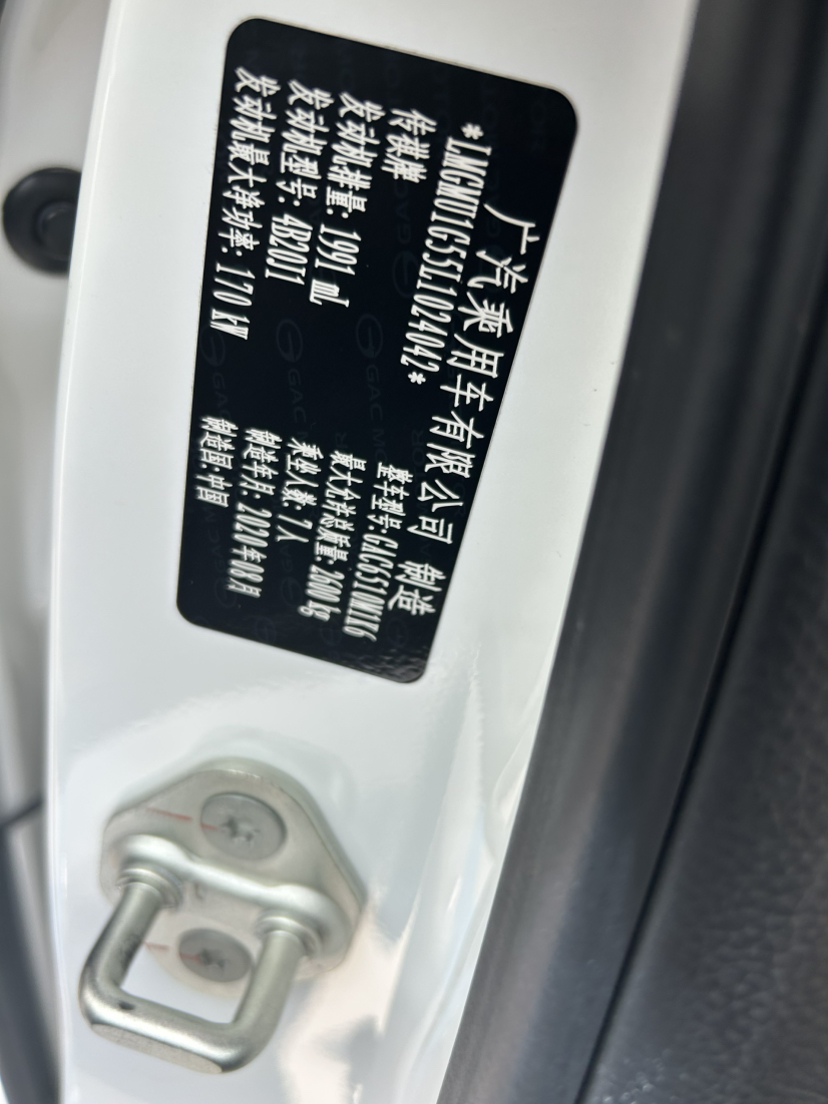 广汽乘用车有限公司 制造
*LMGMU1G55L1024042*
传祺牌
整车型号:GAC6510M1X6
发动机排量: 1991 ml
最大允许总质量: 2600 kg
发动机型号: 4B20J1
乘坐人数: 7人
发动机最大净功率: 170 kW
制造年月: 2020年08月
制造国:中国